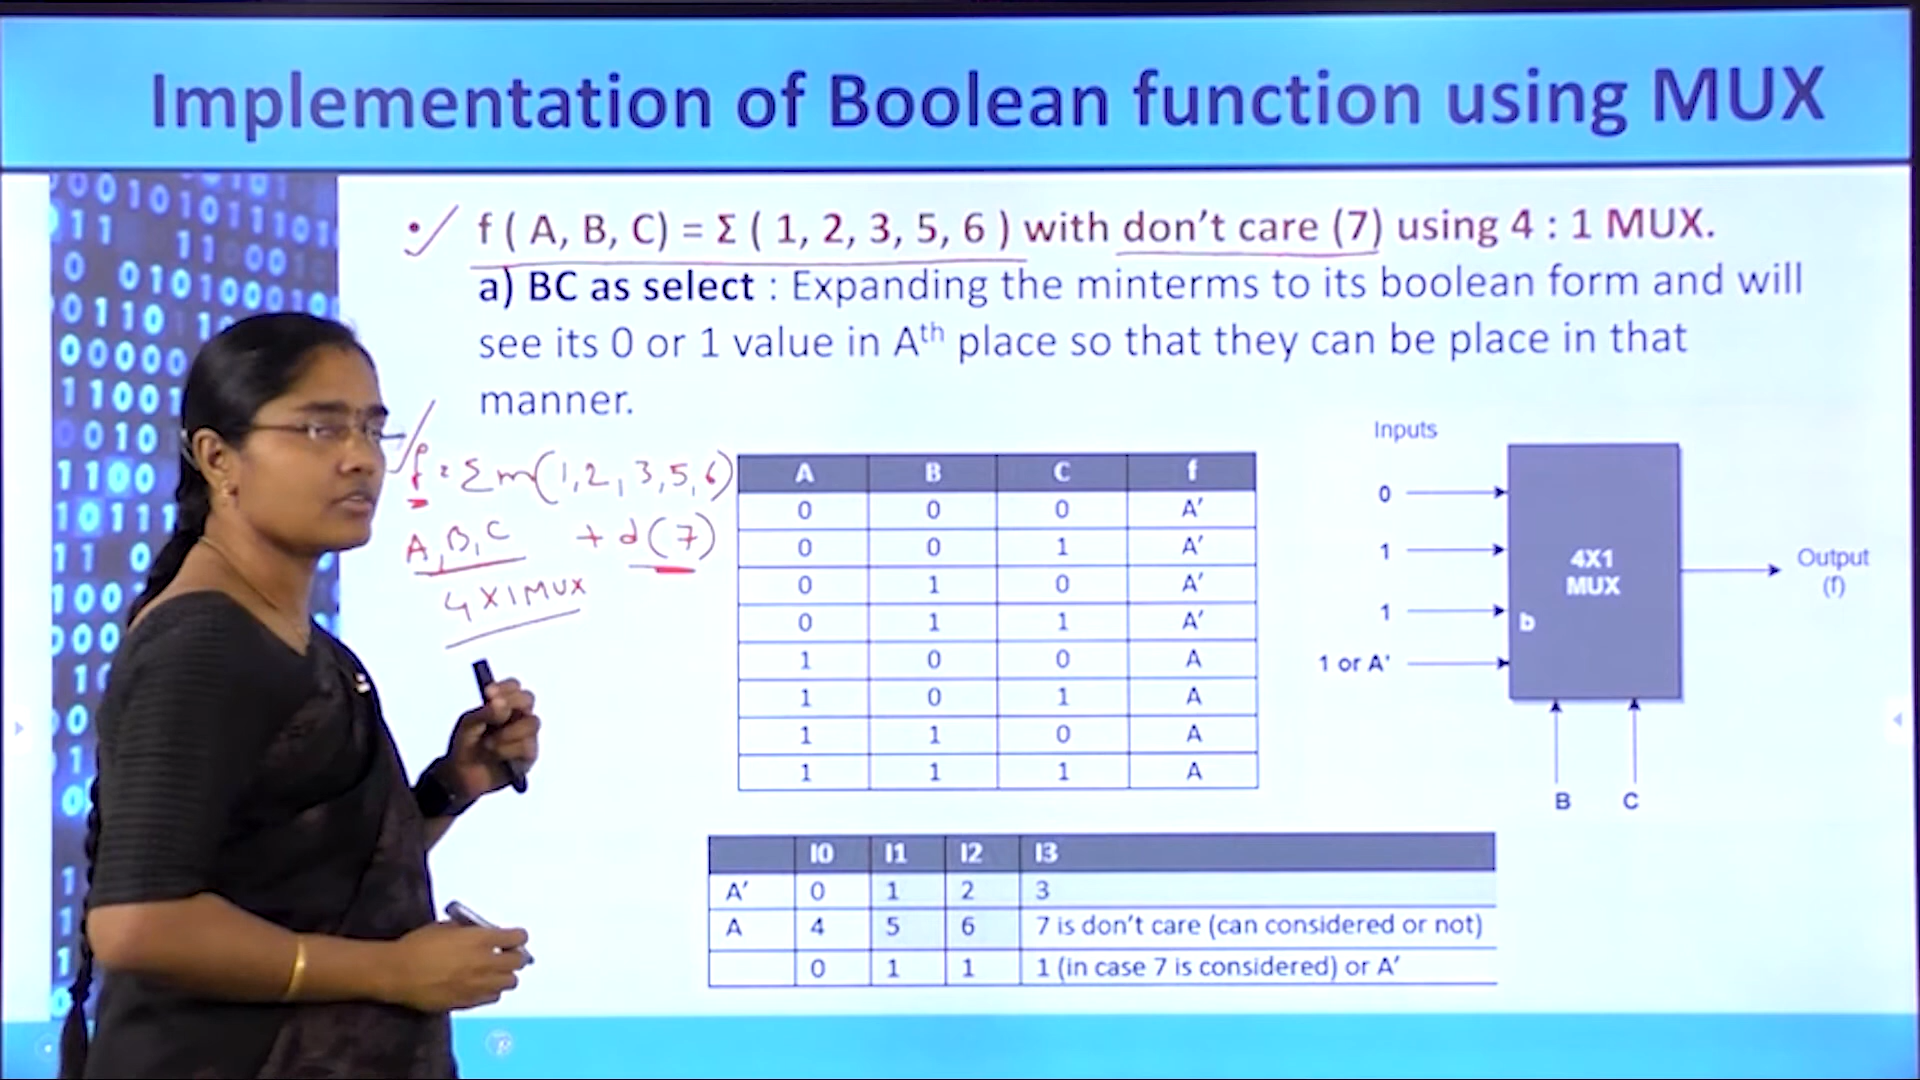 Implementation of Boolean function using MUX
• f ( A, B, C) = Σ ( 1, 2, 3, 5, 6 ) with don't care (7) using 4 : 1 MUX.
a) BC as select : Expanding the minterms to its boolean form and will
see its 0 or 1 value in Ath place so that they can be place in that
manner.
f = Σm(1,2,3,5,6)
A,B,C + d(7)
4X1MUX
A B C f
0 0 0 A′
0 0 1 A′
0 1 0 A′
0 1 1 A′
1 0 0 A
1 0 1 A
1 1 0 A
1 1 1 A
Inputs
0
1
1
1 or A'
4X1
MUX
b
Output
(f)
B C
I0 I1 I2 I3
A′ 0 1 2 3
A 4 5 6 7 is don't care (can considered or not)
0 1 1 1 (in case 7 is considered) or A′